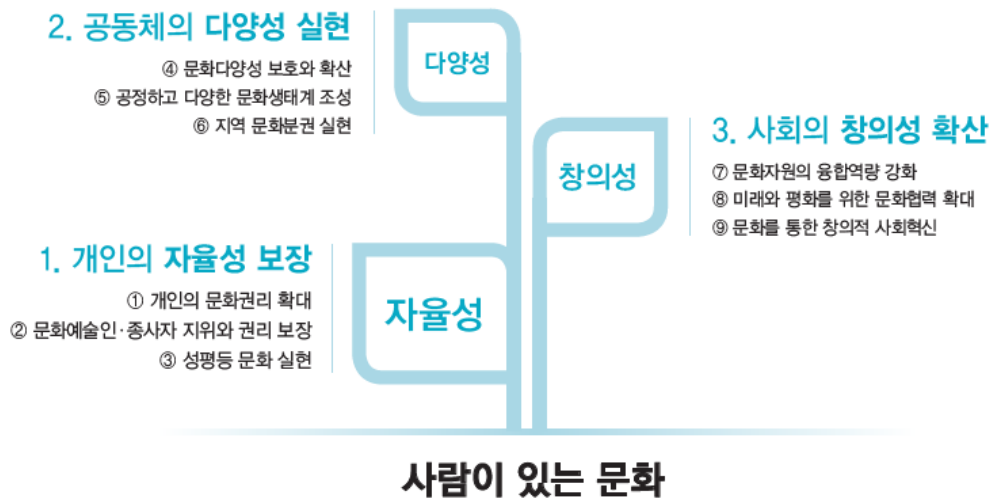 2. 공동체의 다양성 실현
④ 문화다양성 보호와 확산
⑤ 공정하고 다양한 문화생태계 조성
⑥ 지역 문화분권 실현
다양성
창의성
3. 사회의 창의성 확산
⑦ 문화자원의 융합역량 강화
⑧ 미래와 평화를 위한 문화협력 확대
⑨ 문화를 통한 창의적 사회혁신
1. 개인의 자율성 보장
① 개인의 문화권리 확대
② 문화예술인·종사자 지위와 권리 보장
③ 성평등 문화 실현
자율성
사람이 있는 문화